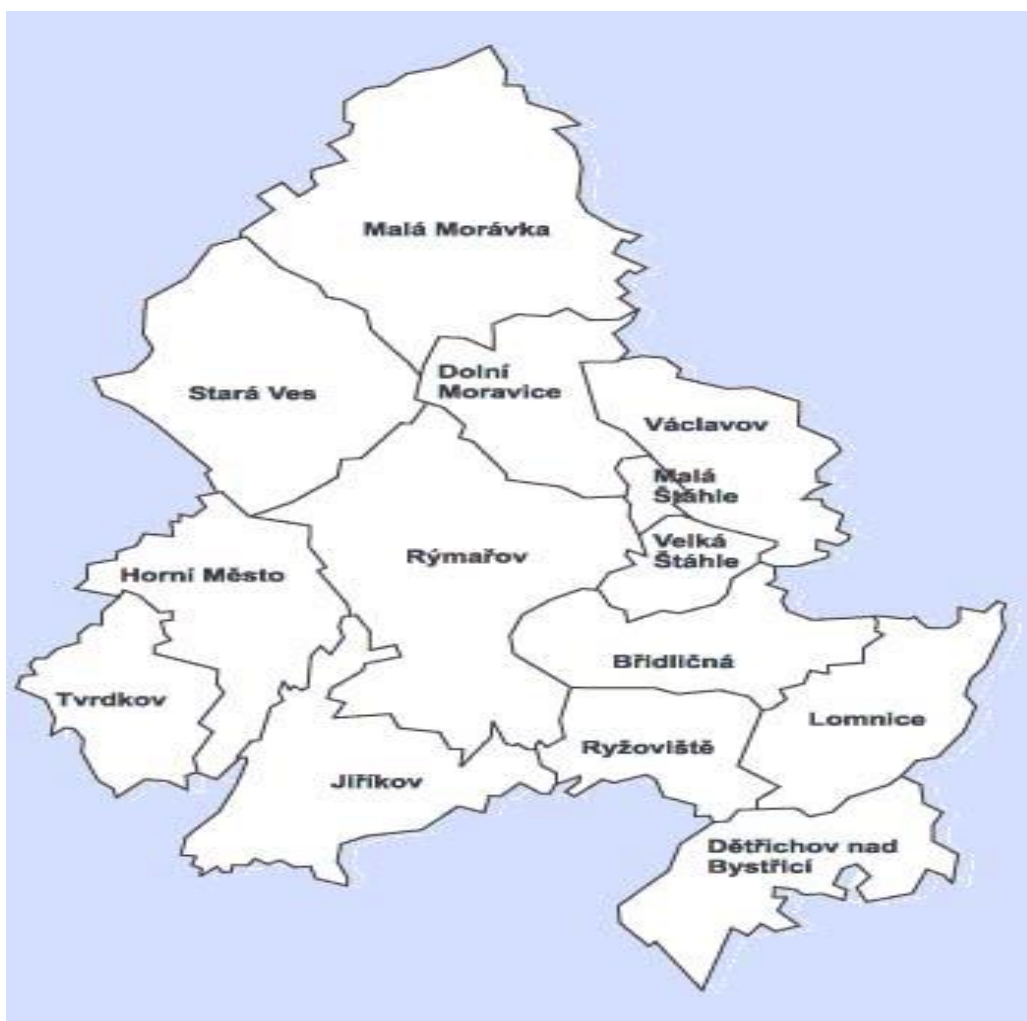 Malá Morávka
Dolní
Moravice
Stará Ves
Václavov
Malá
Štáhle
Velká
Štáhle
Rýmařov
Horní Město
Břidličná
Tvrdkov
Lomnice
Ryžoviště
Jiříkov
Dětřichov nad
Bystřicí